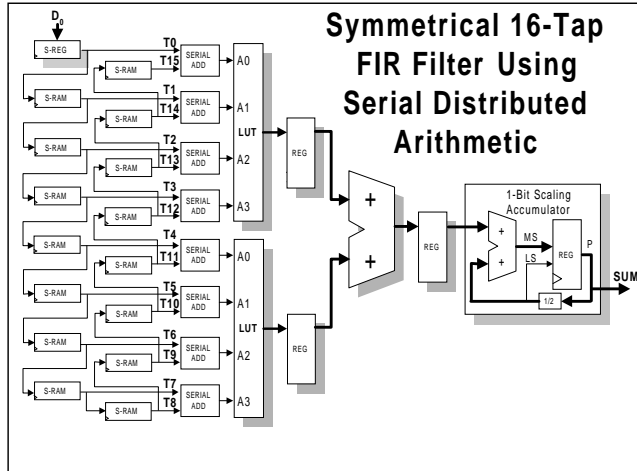 Symmetrical 16-Tap
FIR Filter Using
Serial Distributed
Arithmetic
D0
S-REG
T0
S-RAM
T15
SERIAL
ADD
A0
S-RAM
T1
S-RAM
T14
SERIAL
ADD
A1
LUT
REG
S-RAM
T2
S-RAM
T13
SERIAL
ADD
A2
S-RAM
T3
S-RAM
T12
SERIAL
ADD
A3
S-RAM
T4
S-RAM
T11
SERIAL
ADD
A0
S-RAM
T5
S-RAM
T10
SERIAL
ADD
A1
LUT
REG
S-RAM
T6
S-RAM
T9
SERIAL
ADD
A2
S-RAM
T7
S-RAM
T8
SERIAL
ADD
A3
+
+
REG
1-Bit Scaling
Accumulator
+
+
MS
LS
REG
P
1/2
SUM